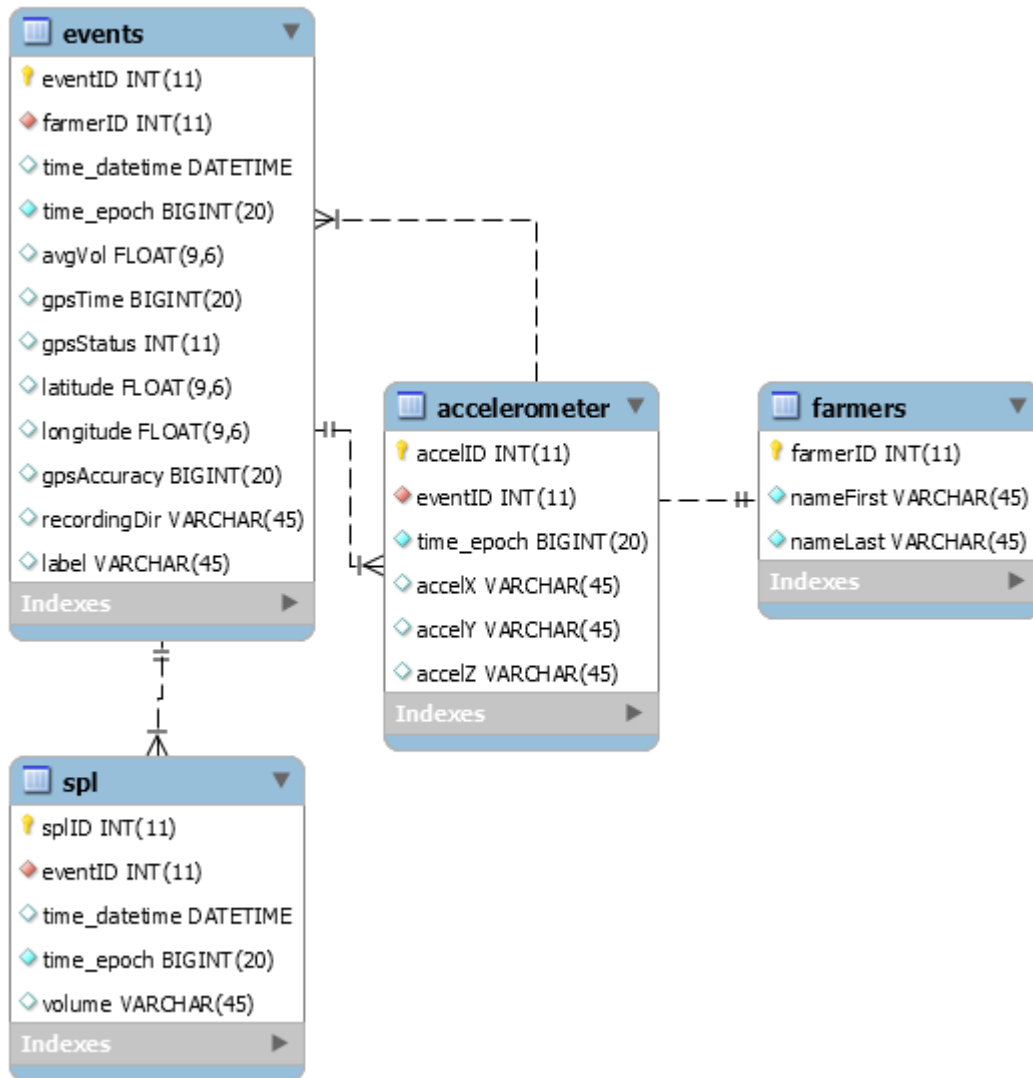 events
eventID INT(11)
farmerID INT(11)
time_datetime DATETIME
time_epoch BIGINT(20)
avgVol FLOAT(9,6)
gpsTime BIGINT(20)
gpsStatus INT(11)
latitude FLOAT(9,6)
longitude FLOAT(9,6)
gpsAccuracy BIGINT(20)
recordingDir VARCHAR(45)
label VARCHAR(45)
Indexes
accelerometer
accelID INT(11)
eventID INT(11)
time_epoch BIGINT(20)
accelX VARCHAR(45)
accelY VARCHAR(45)
accelZ VARCHAR(45)
Indexes
farmers
farmerID INT(11)
nameFirst VARCHAR(45)
nameLast VARCHAR(45)
Indexes
spl
splID INT(11)
eventID INT(11)
time_datetime DATETIME
time_epoch BIGINT(20)
volume VARCHAR(45)
Indexes